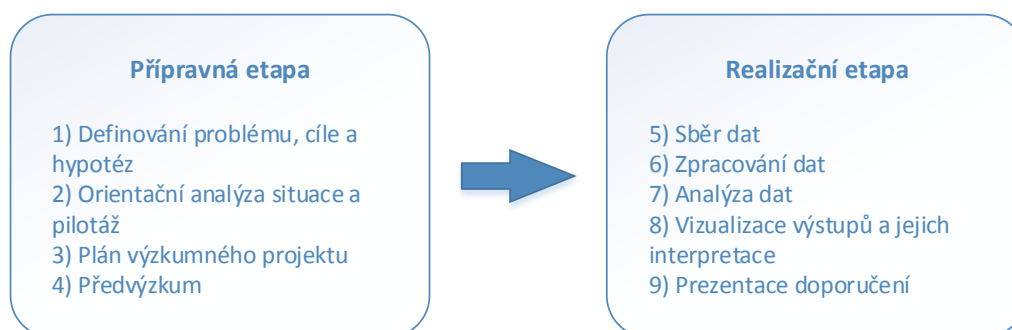 Přípravná etapa
1) Definování problému, cíle a
hypotéz
2) Orientační analýza situace a
pilotáž
3) Plán výzkumného projektu
4) Předvýzkum
Realizační etapa
5) Sběr dat
6) Zpracování dat
7) Analýza dat
8) Vizualizace výstupů a jejich
interpretace
9) Prezentace doporučení